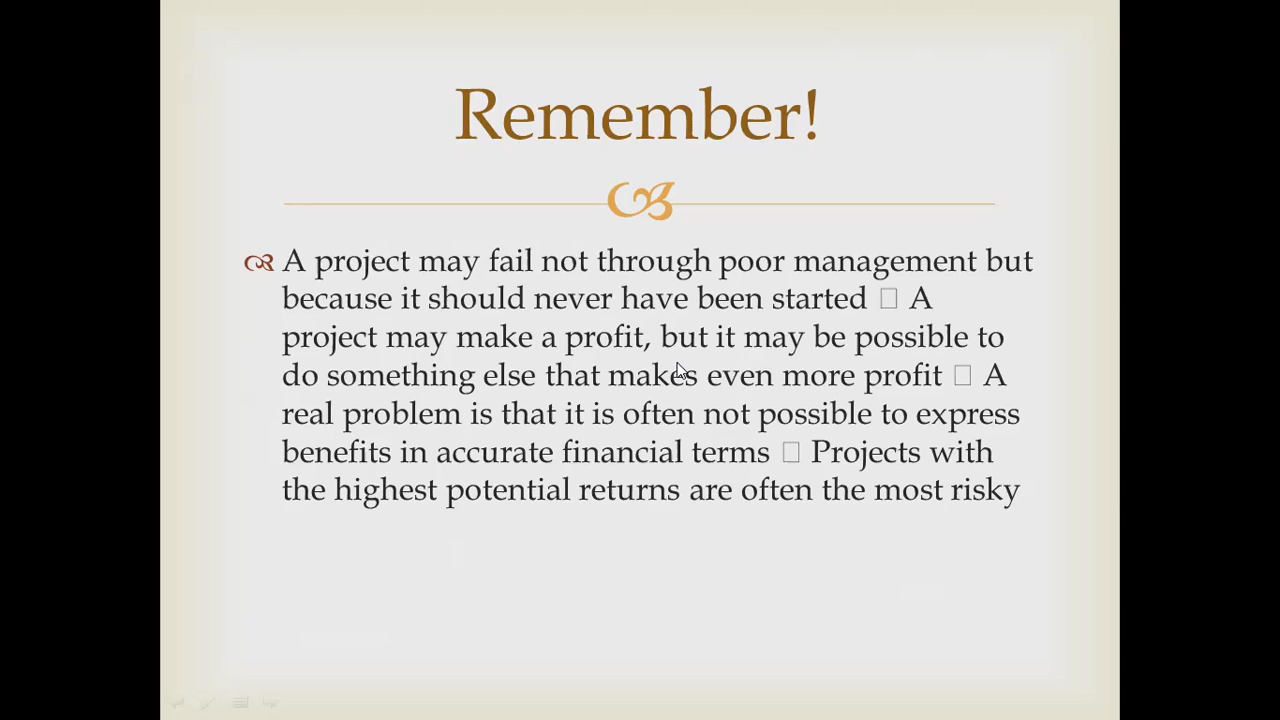 Remember!
A project may fail not through poor management but
because it should never have been started □ A
project may make a profit, but it may be possible to
do something else that makes even more profit □ A
real problem is that it is often not possible to express
benefits in accurate financial terms □ Projects with
the highest potential returns are often the most risky